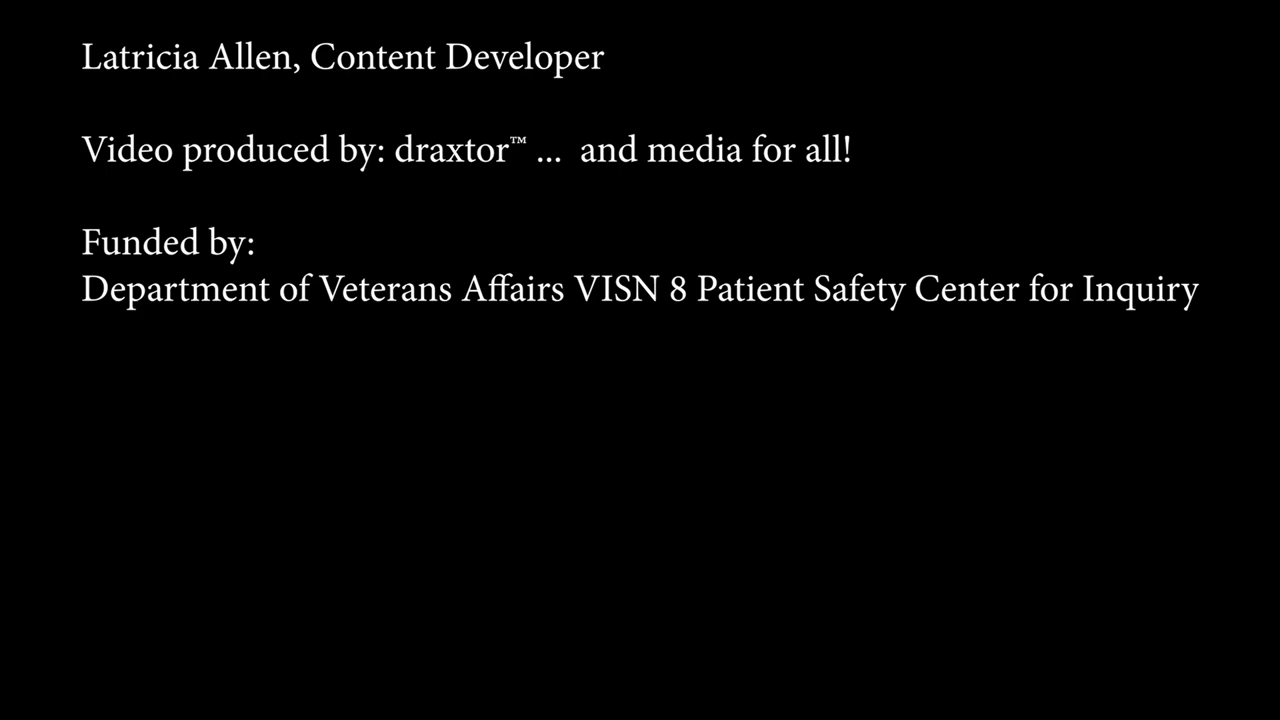 Latricia Allen, Content Developer
Video produced by: draxtor™ ... and media for all!
Funded by:
Department of Veterans Affairs VISN 8 Patient Safety Center for Inquiry